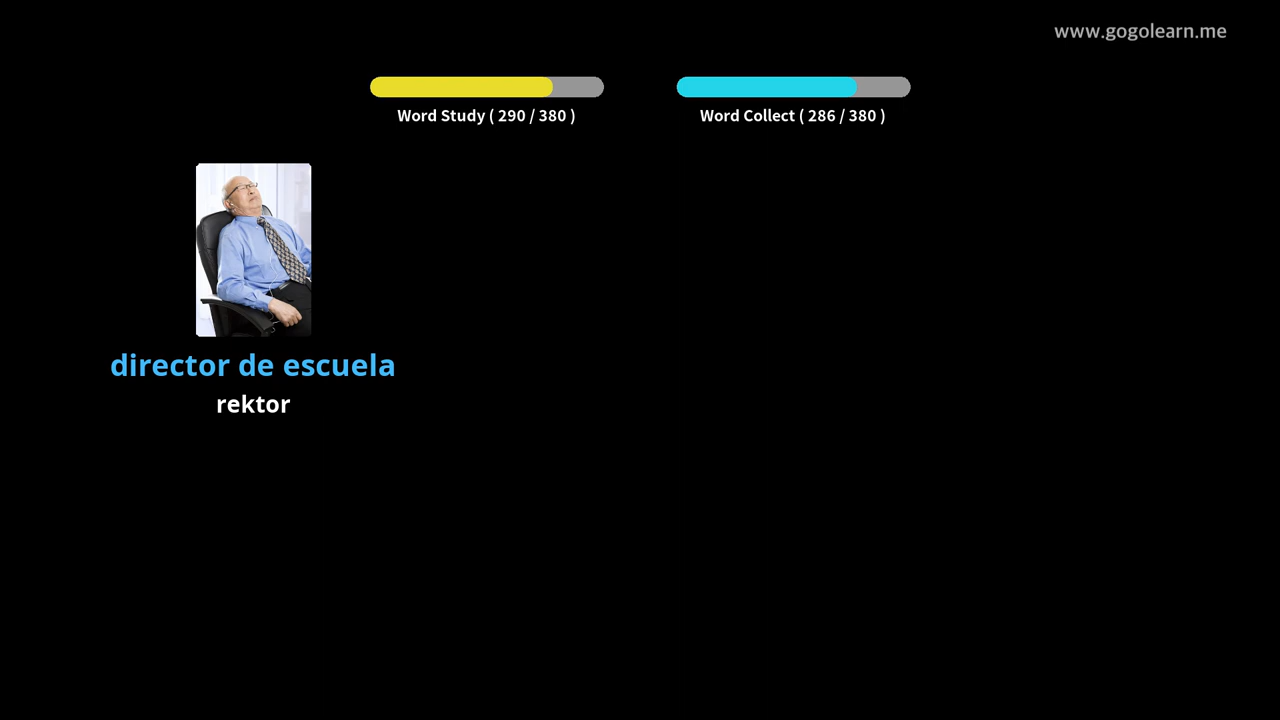 www.gogolearn.me
Word Study ( 290 / 380 )
Word Collect ( 286 / 380 )
director de escuela
rektor